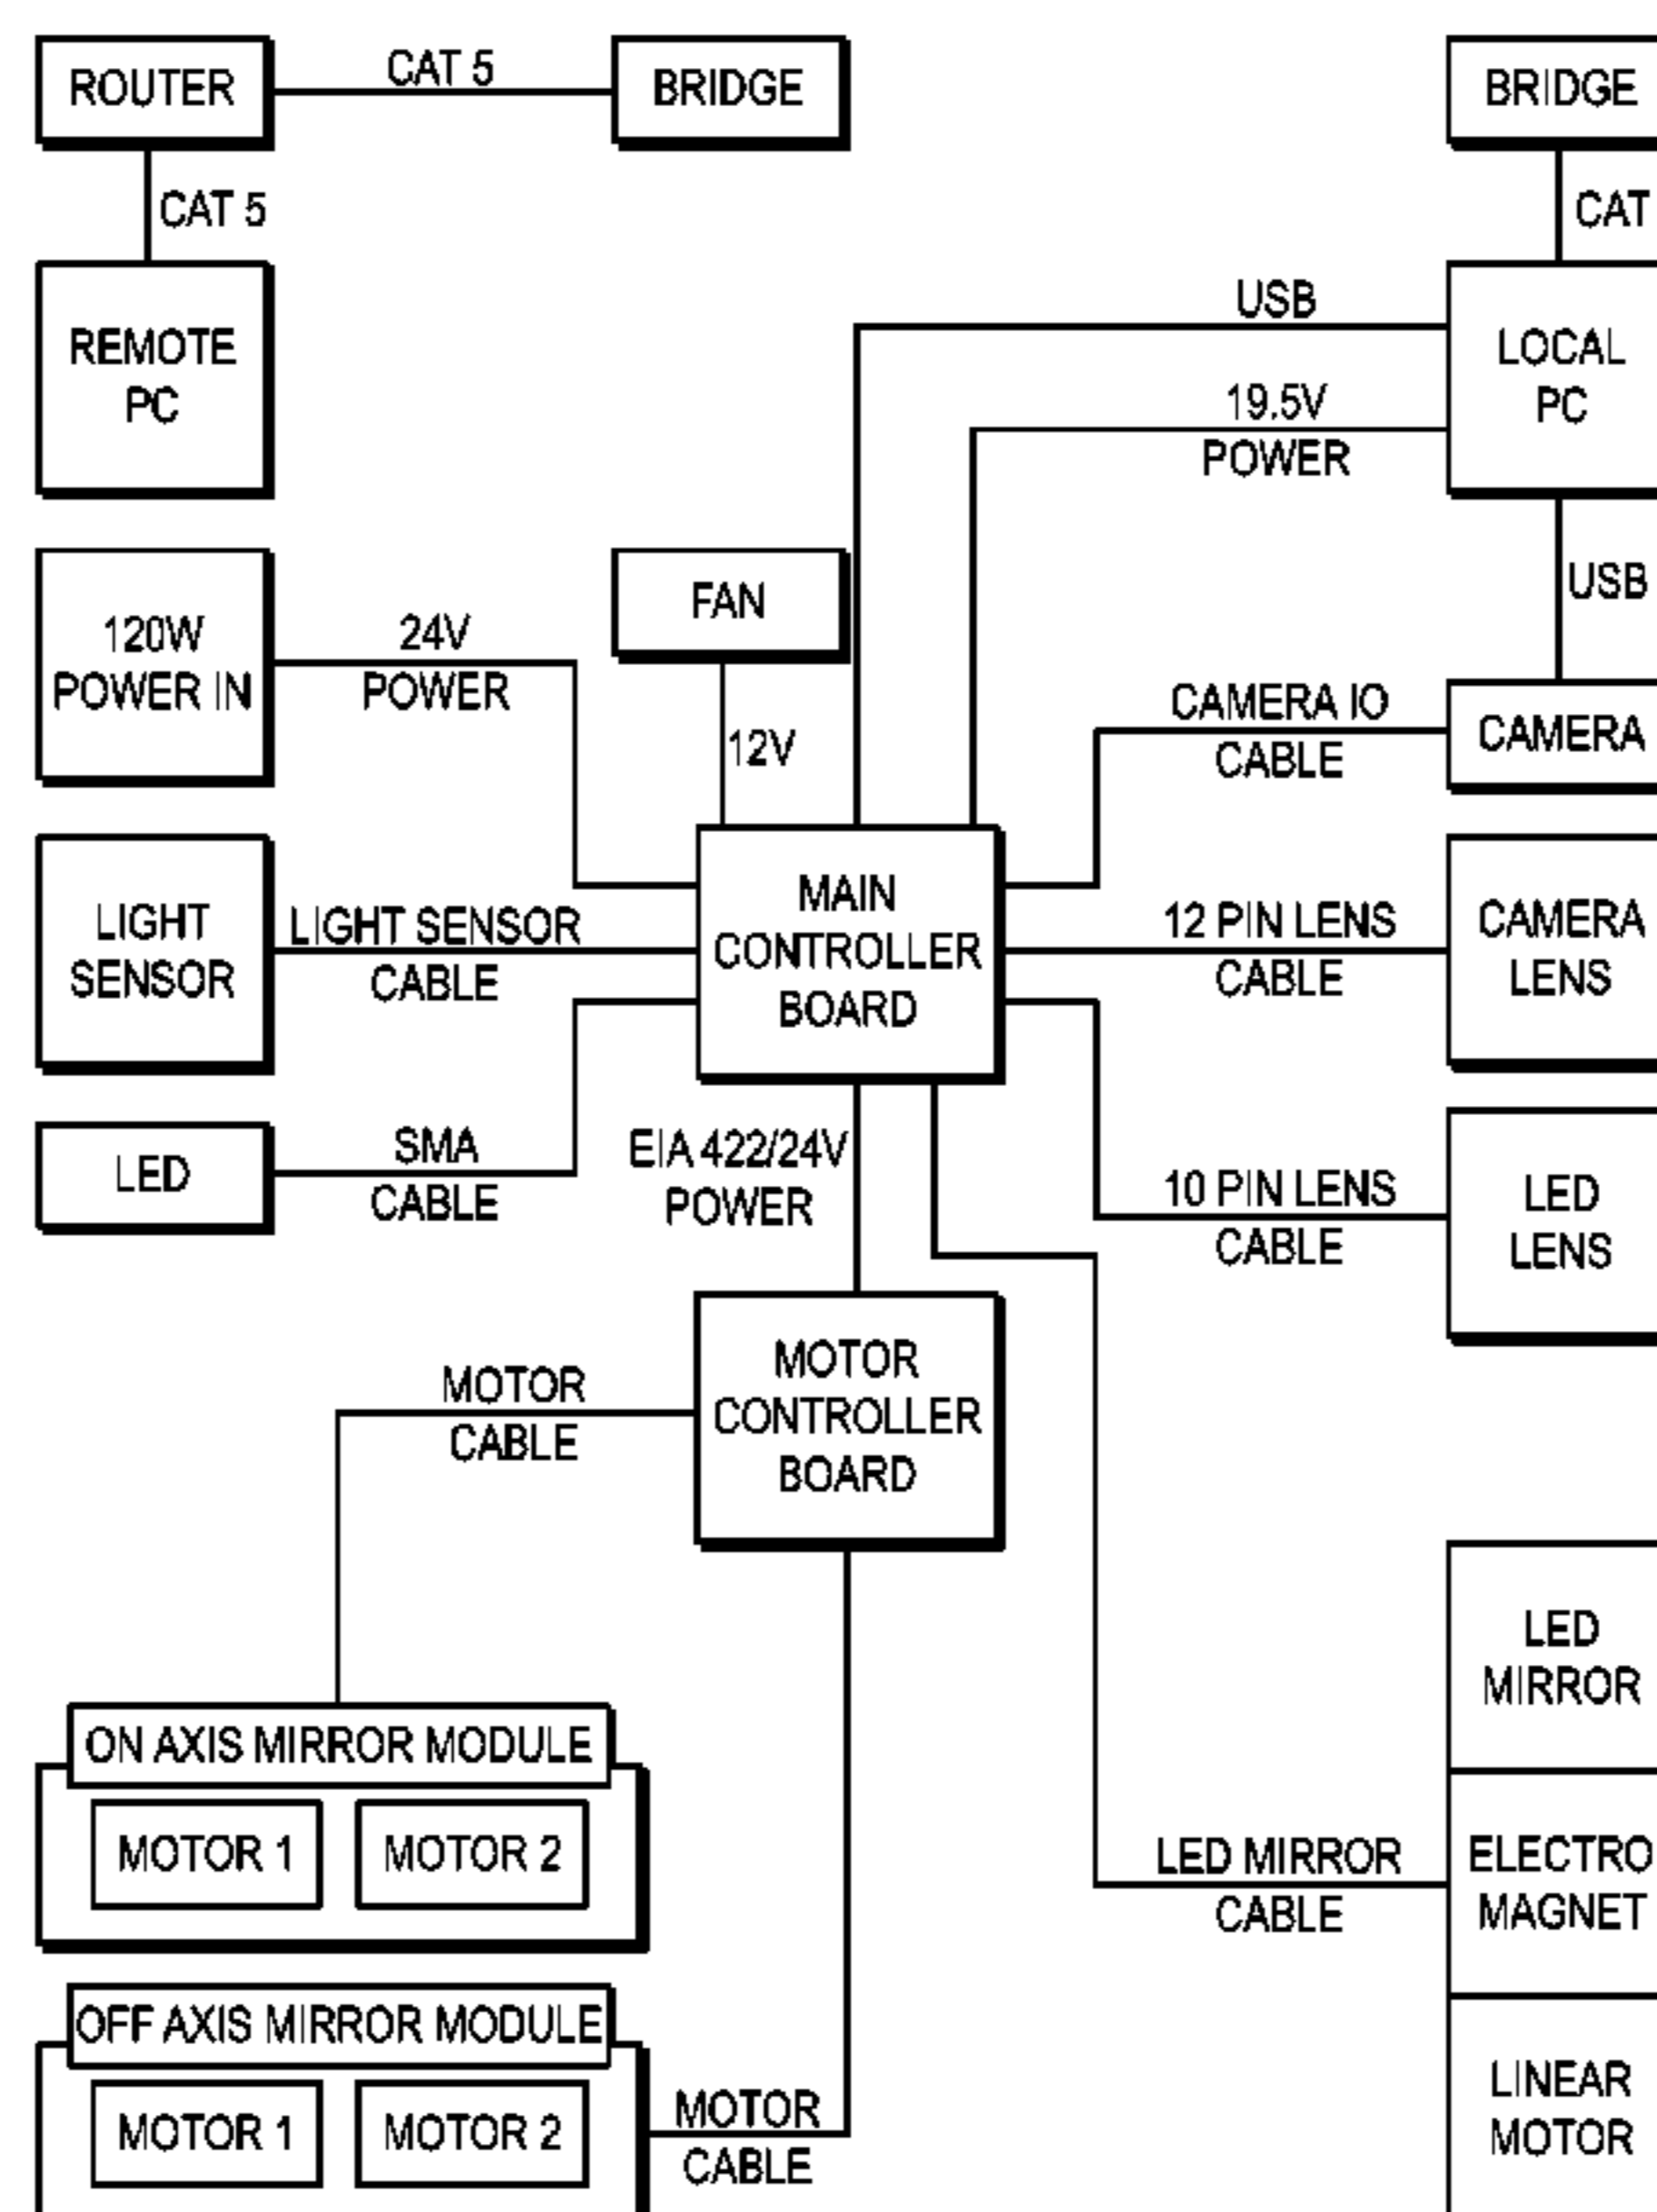 ROUTER
CAT 5
BRIDGE
BRIDGE
CAT 5
CAT
REMOTE
PC
USB
LOCAL
PC
19.5V
POWER
120W
POWER IN
24V
POWER
FAN
12V
USB
CAMERA IO
CABLE
CAMERA
LIGHT
SENSOR
LIGHT SENSOR
CABLE
MAIN
CONTROLLER
BOARD
12 PIN LENS
CABLE
CAMERA
LENS
LED
SMA
CABLE
EIA 422/24V
POWER
10 PIN LENS
CABLE
LED
LENS
MOTOR
CABLE
MOTOR
CONTROLLER
BOARD
LED
MIRROR
ON AXIS MIRROR MODULE
MOTOR 1
MOTOR 2
LED MIRROR
CABLE
ELECTRO
MAGNET
OFF AXIS MIRROR MODULE
MOTOR 1
MOTOR 2
MOTOR
CABLE
LINEAR
MOTOR